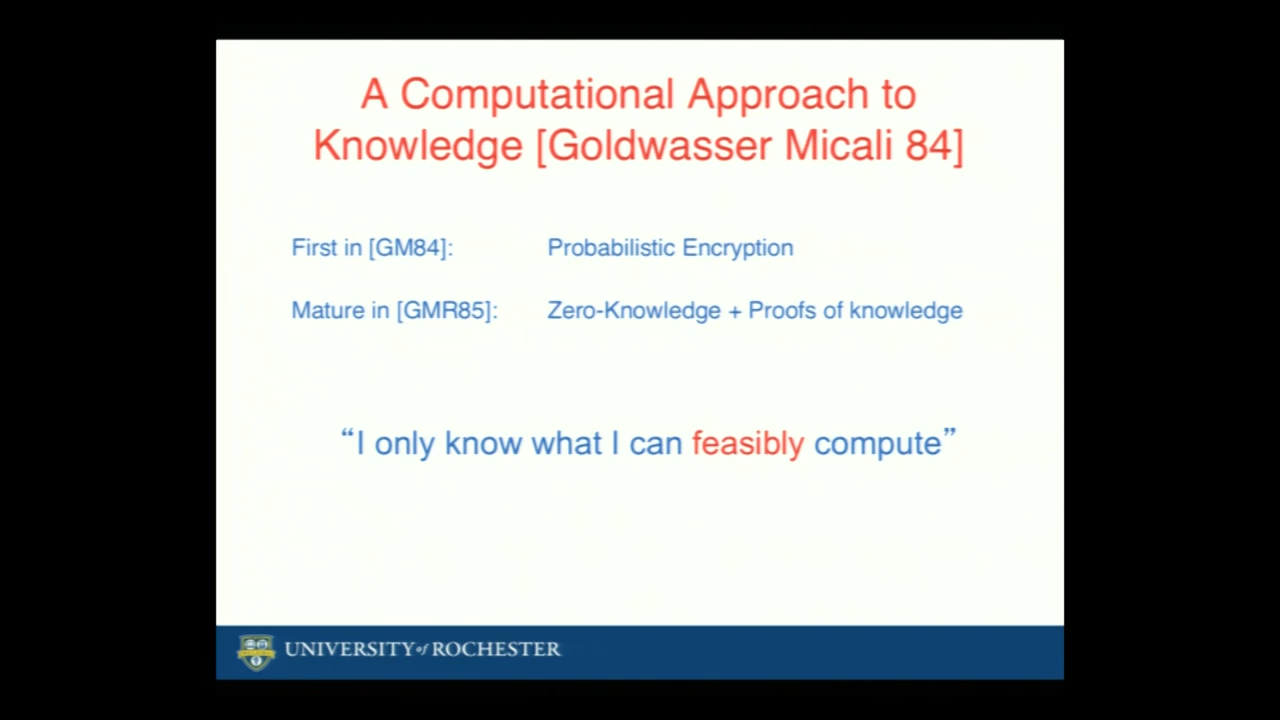 A Computational Approach to
Knowledge [Goldwasser Micali 84]
First in [GM84]: Probabilistic Encryption
Mature in [GMR85]: Zero-Knowledge + Proofs of knowledge
“I only know what I can feasibly compute”
UNIVERSITY of ROCHESTER